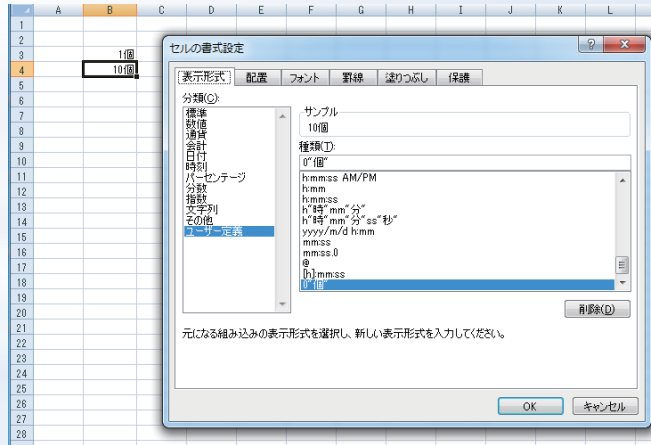 A B C D E F G H I J K L
1
2
3 1個
4 10個
5
6
7
8
9
10
11
12
13
14
15
16
17
18
19
20
21
22
23
24
25
26
27
28
セルの書式設定
表示形式 配置 フォント 罫線 塗りつぶし 保護
分類(C):
標準
数値
通貨
会計
日付
時刻
パーセンテージ
分数
指数
文字列
その他
ユーザー定義
サンプル
10個
種類(T):
0"個"
h:mm:ss AM/PM
h:mm
h:mm:ss
h"時"mm"分"
h"時"mm"分"ss"秒"
yyyy/m/d h:mm
mm:ss
mm:ss.0
@
[h]:mm:ss
0"個"
削除(D)
元になる組み込みの表示形式を選択し、新しい表示形式を入力してください。
OK キャンセル